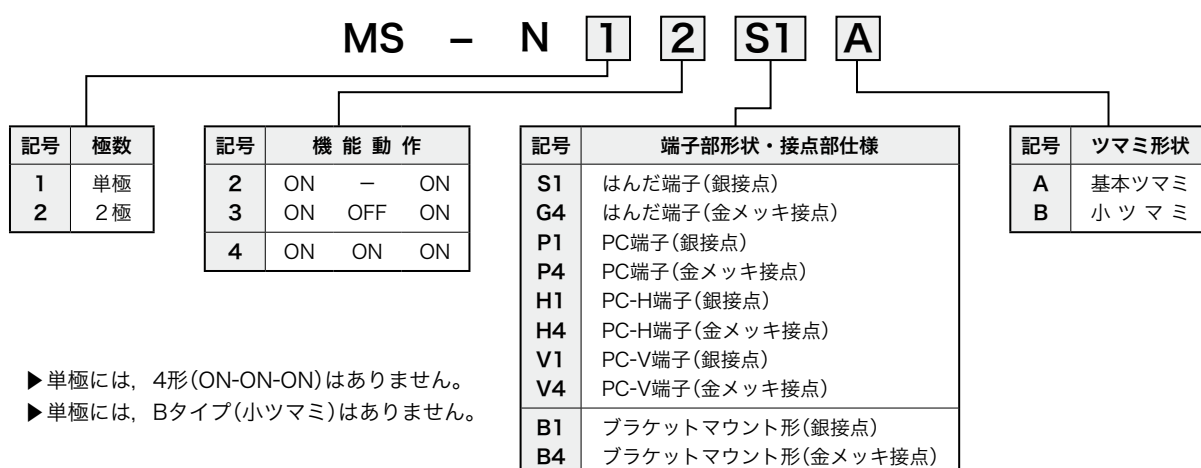 MS – N 1 2 S1 A
記号 極数
1 単極
2 2極
記号 機能動作
2 ON – ON
3 ON OFF ON
4 ON ON ON
記号 端子部形状・接点部仕様
S1 はんだ端子(銀接点)
G4 はんだ端子(金メッキ接点)
P1 PC端子(銀接点)
P4 PC端子(金メッキ接点)
H1 PC-H端子(銀接点)
H4 PC-H端子(金メッキ接点)
V1 PC-V端子(銀接点)
V4 PC-V端子(金メッキ接点)
B1 ブラケットマウント形(銀接点)
B4 ブラケットマウント形(金メッキ接点)
記号 ツマミ形状
A 基本ツマミ
B 小ツマミ
▶単極には,4形(ON-ON-ON)はありません。
▶単極には,Bタイプ(小ツマミ)はありません。